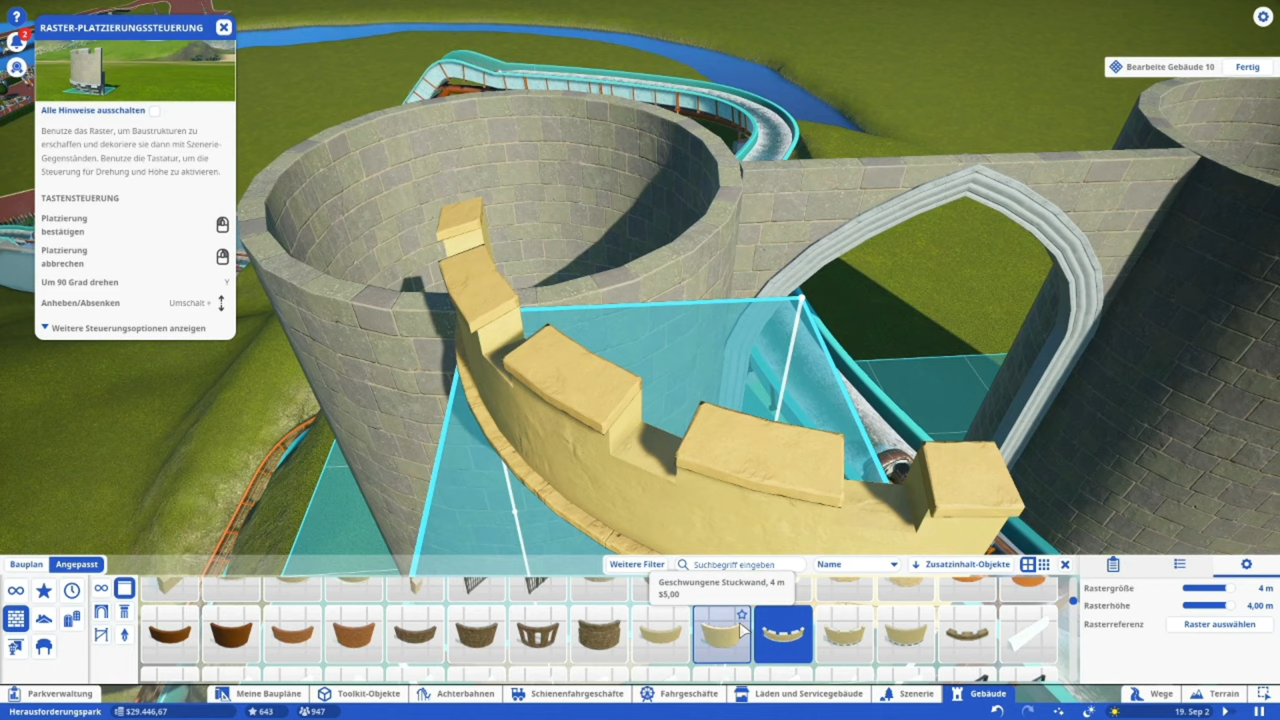 ?
2
RASTER-PLATZIERUNGSSTEUERUNG
Alle Hinweise ausschalten
Benutze das Raster, um Baustrukturen zu
erschaffen und dekoriere sie dann mit Szenerie-
Gegenständen. Benutze die Tastatur, um die
Steuerung für Drehung und Höhe zu aktivieren.
TASTENSTEUERUNG
Platzierung
bestätigen
Platzierung
abbrechen
Um 90 Grad drehen Y
Anheben/Absenken Umschalt +
Weitere Steuerungsoptionen anzeigen
Bearbeite Gebäude 10 Fertig
Bauplan Angepasst
Weitere Filter Suchbegriff eingeben Name Zusatzinhalt-Objekte
Geschwungene Stuckwand, 4 m
$5,00
Rastergröße 4 m
Rasterhöhe 4,00 m
Rasterreferenz Raster auswählen
Parkverwaltung Meine Baupläne Toolkit-Objekte Achterbahnen Schienenfahrgeschäfte Fahrgeschäfte Läden und Servicegebäude Szenerie Gebäude Wege Terrain
Herausforderungspark $29.446,67 643 947 19. Sep 2